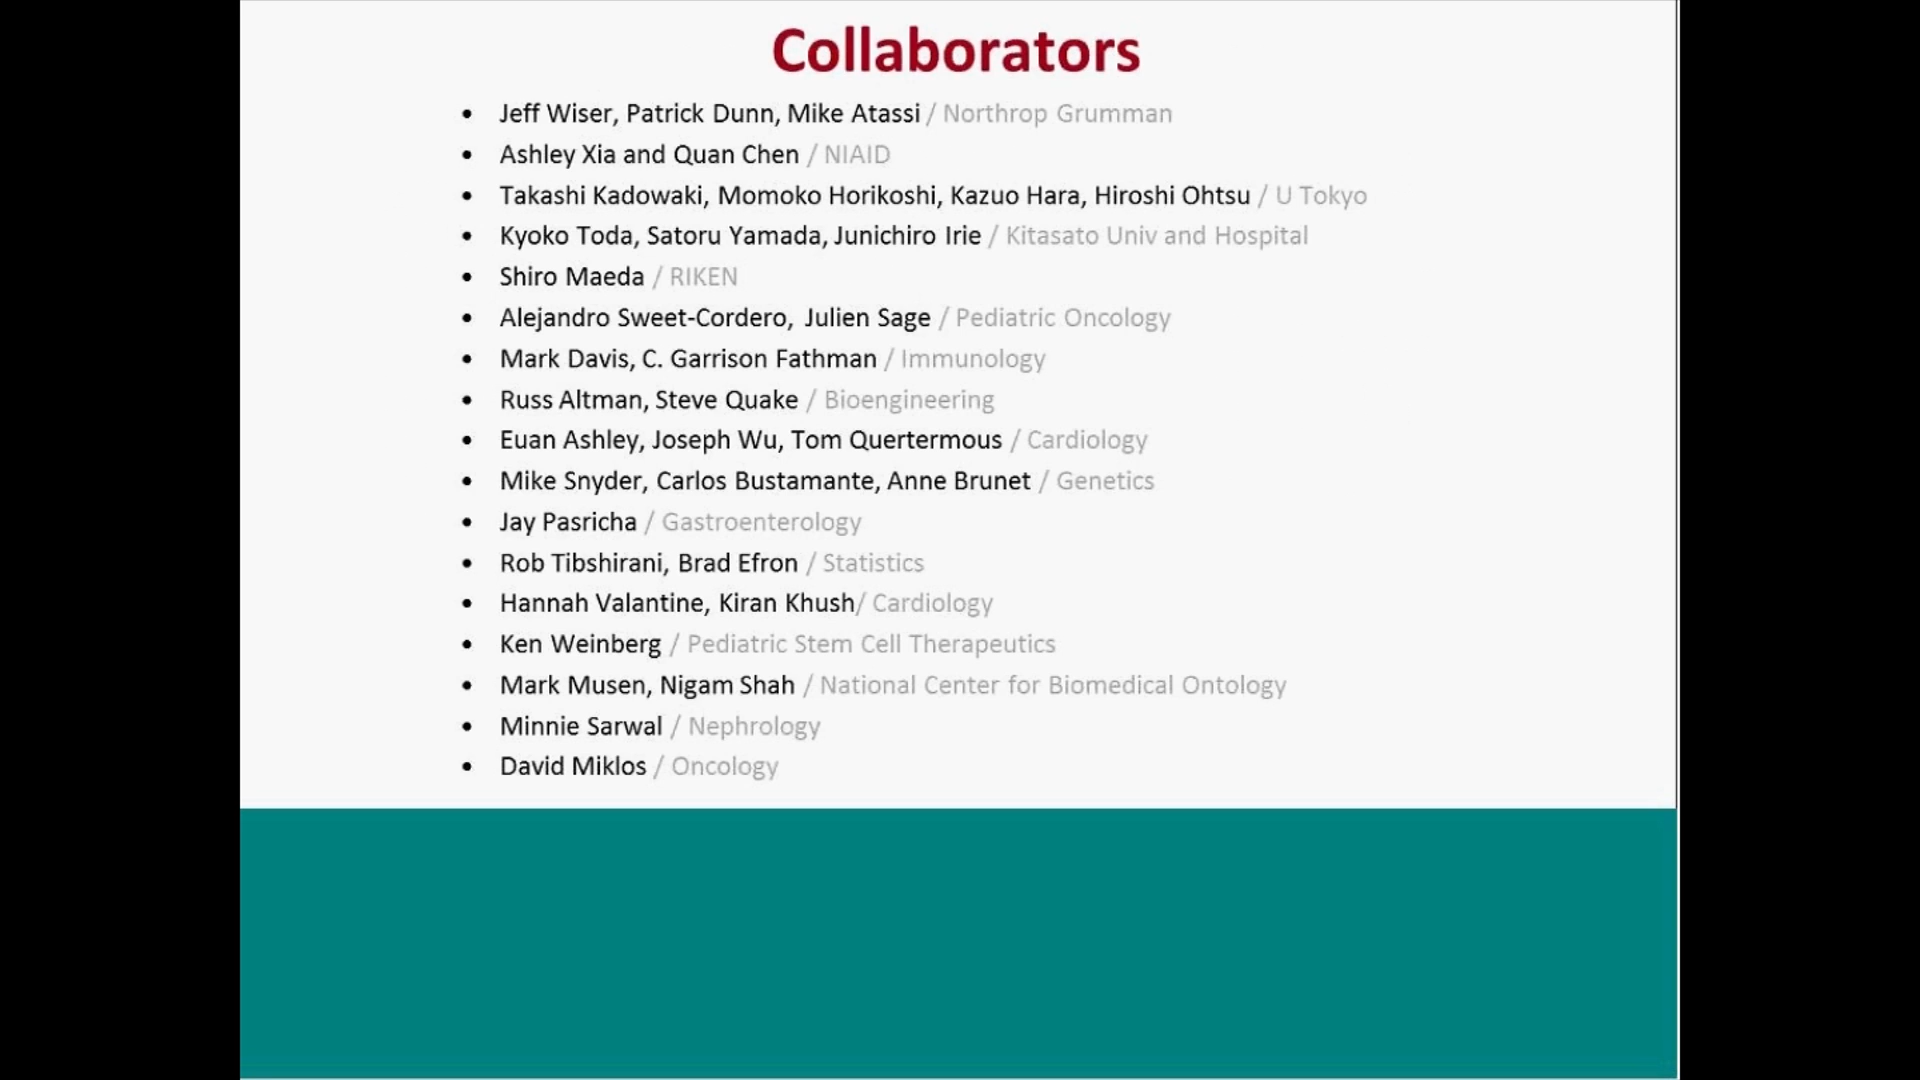 Collaborators
• Jeff Wiser, Patrick Dunn, Mike Atassi / Northrop Grumman
• Ashley Xia and Quan Chen / NIAID
• Takashi Kadowaki, Momoko Horikoshi, Kazuo Hara, Hiroshi Ohtsu / U Tokyo
• Kyoko Toda, Satoru Yamada, Junichiro Irie / Kitasato Univ and Hospital
• Shiro Maeda / RIKEN
• Alejandro Sweet-Cordero, Julien Sage / Pediatric Oncology
• Mark Davis, C. Garrison Fathman / Immunology
• Russ Altman, Steve Quake / Bioengineering
• Euan Ashley, Joseph Wu, Tom Quertermous / Cardiology
• Mike Snyder, Carlos Bustamante, Anne Brunet / Genetics
• Jay Pasricha / Gastroenterology
• Rob Tibshirani, Brad Efron / Statistics
• Hannah Valantine, Kiran Khush/ Cardiology
• Ken Weinberg / Pediatric Stem Cell Therapeutics
• Mark Musen, Nigam Shah / National Center for Biomedical Ontology
• Minnie Sarwal / Nephrology
• David Miklos / Oncology